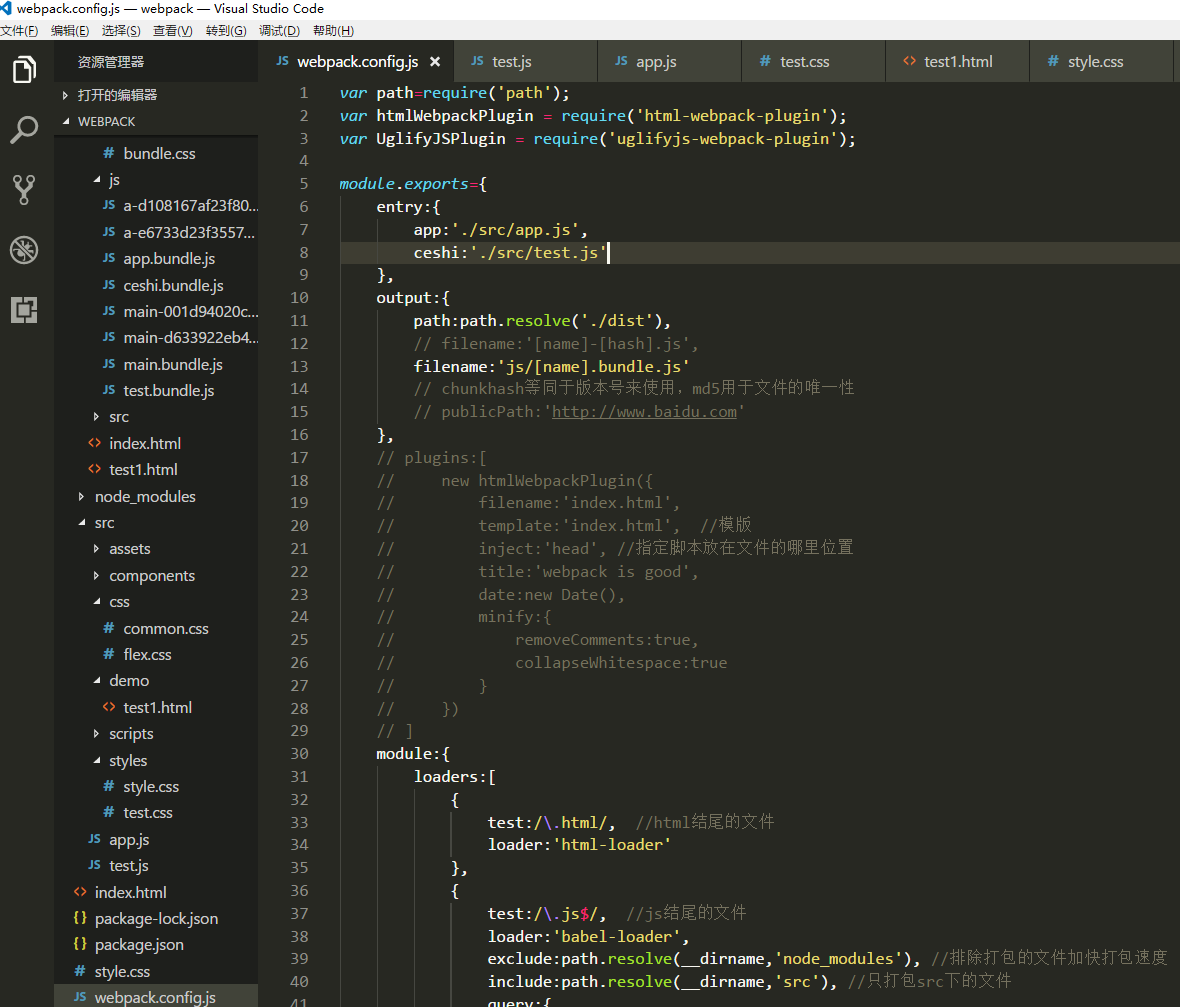 webpack.config.js — webpack — Visual Studio Code
文件(F) 编辑(E) 选择(S) 查看(V) 转到(G) 调试(D) 帮助(H)
资源管理器
打开的编辑器
WEBPACK
bundle.css
js
a-d108167af23f80...
a-e6733d23f3557...
app.bundle.js
ceshi.bundle.js
main-001d94020c...
main-d633922eb4...
main.bundle.js
test.bundle.js
src
index.html
test1.html
node_modules
src
assets
components
css
common.css
flex.css
demo
test1.html
scripts
styles
style.css
test.css
app.js
test.js
index.html
package-lock.json
package.json
style.css
webpack.config.js
webpack.config.js × test.js app.js test.css test1.html style.css
1 var path=require('path');
2 var htmlWebpackPlugin = require('html-webpack-plugin');
3 var UglifyJSPlugin = require('uglifyjs-webpack-plugin');
4
5 module.exports={
6 entry:{
7 app:'./src/app.js',
8 ceshi:'./src/test.js'
9 },
10 output:{
11 path:path.resolve('./dist'),
12 // filename:'[name]-[hash].js',
13 filename:'js/[name].bundle.js'
14 // chunkhash等同于版本号来使用，md5用于文件的唯一性
15 // publicPath:'http://www.baidu.com'
16 },
17 // plugins:[
18 // new htmlWebpackPlugin({
19 // filename:'index.html',
20 // template:'index.html', //模版
21 // inject:'head', //指定脚本放在文件的哪里位置
22 // title:'webpack is good',
23 // date:new Date(),
24 // minify:{
25 // removeComments:true,
26 // collapseWhitespace:true
27 // }
28 // })
29 // ]
30 module:{
31 loaders:[
32 {
33 test:/\.html/, //html结尾的文件
34 loader:'html-loader'
35 },
36 {
37 test:/\.js$/, //js结尾的文件
38 loader:'babel-loader',
39 exclude:path.resolve(__dirname,'node_modules'), //排除打包的文件加快打包速度
40 include:path.resolve(__dirname,'src'), //只打包src下的文件
41 query:{